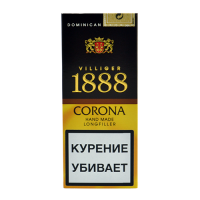 DOMINICAN
VILLIGER
1888
CORONA
HAND MADE
LONGFILLER
КУРЕНИЕ
УБИВАЕТ